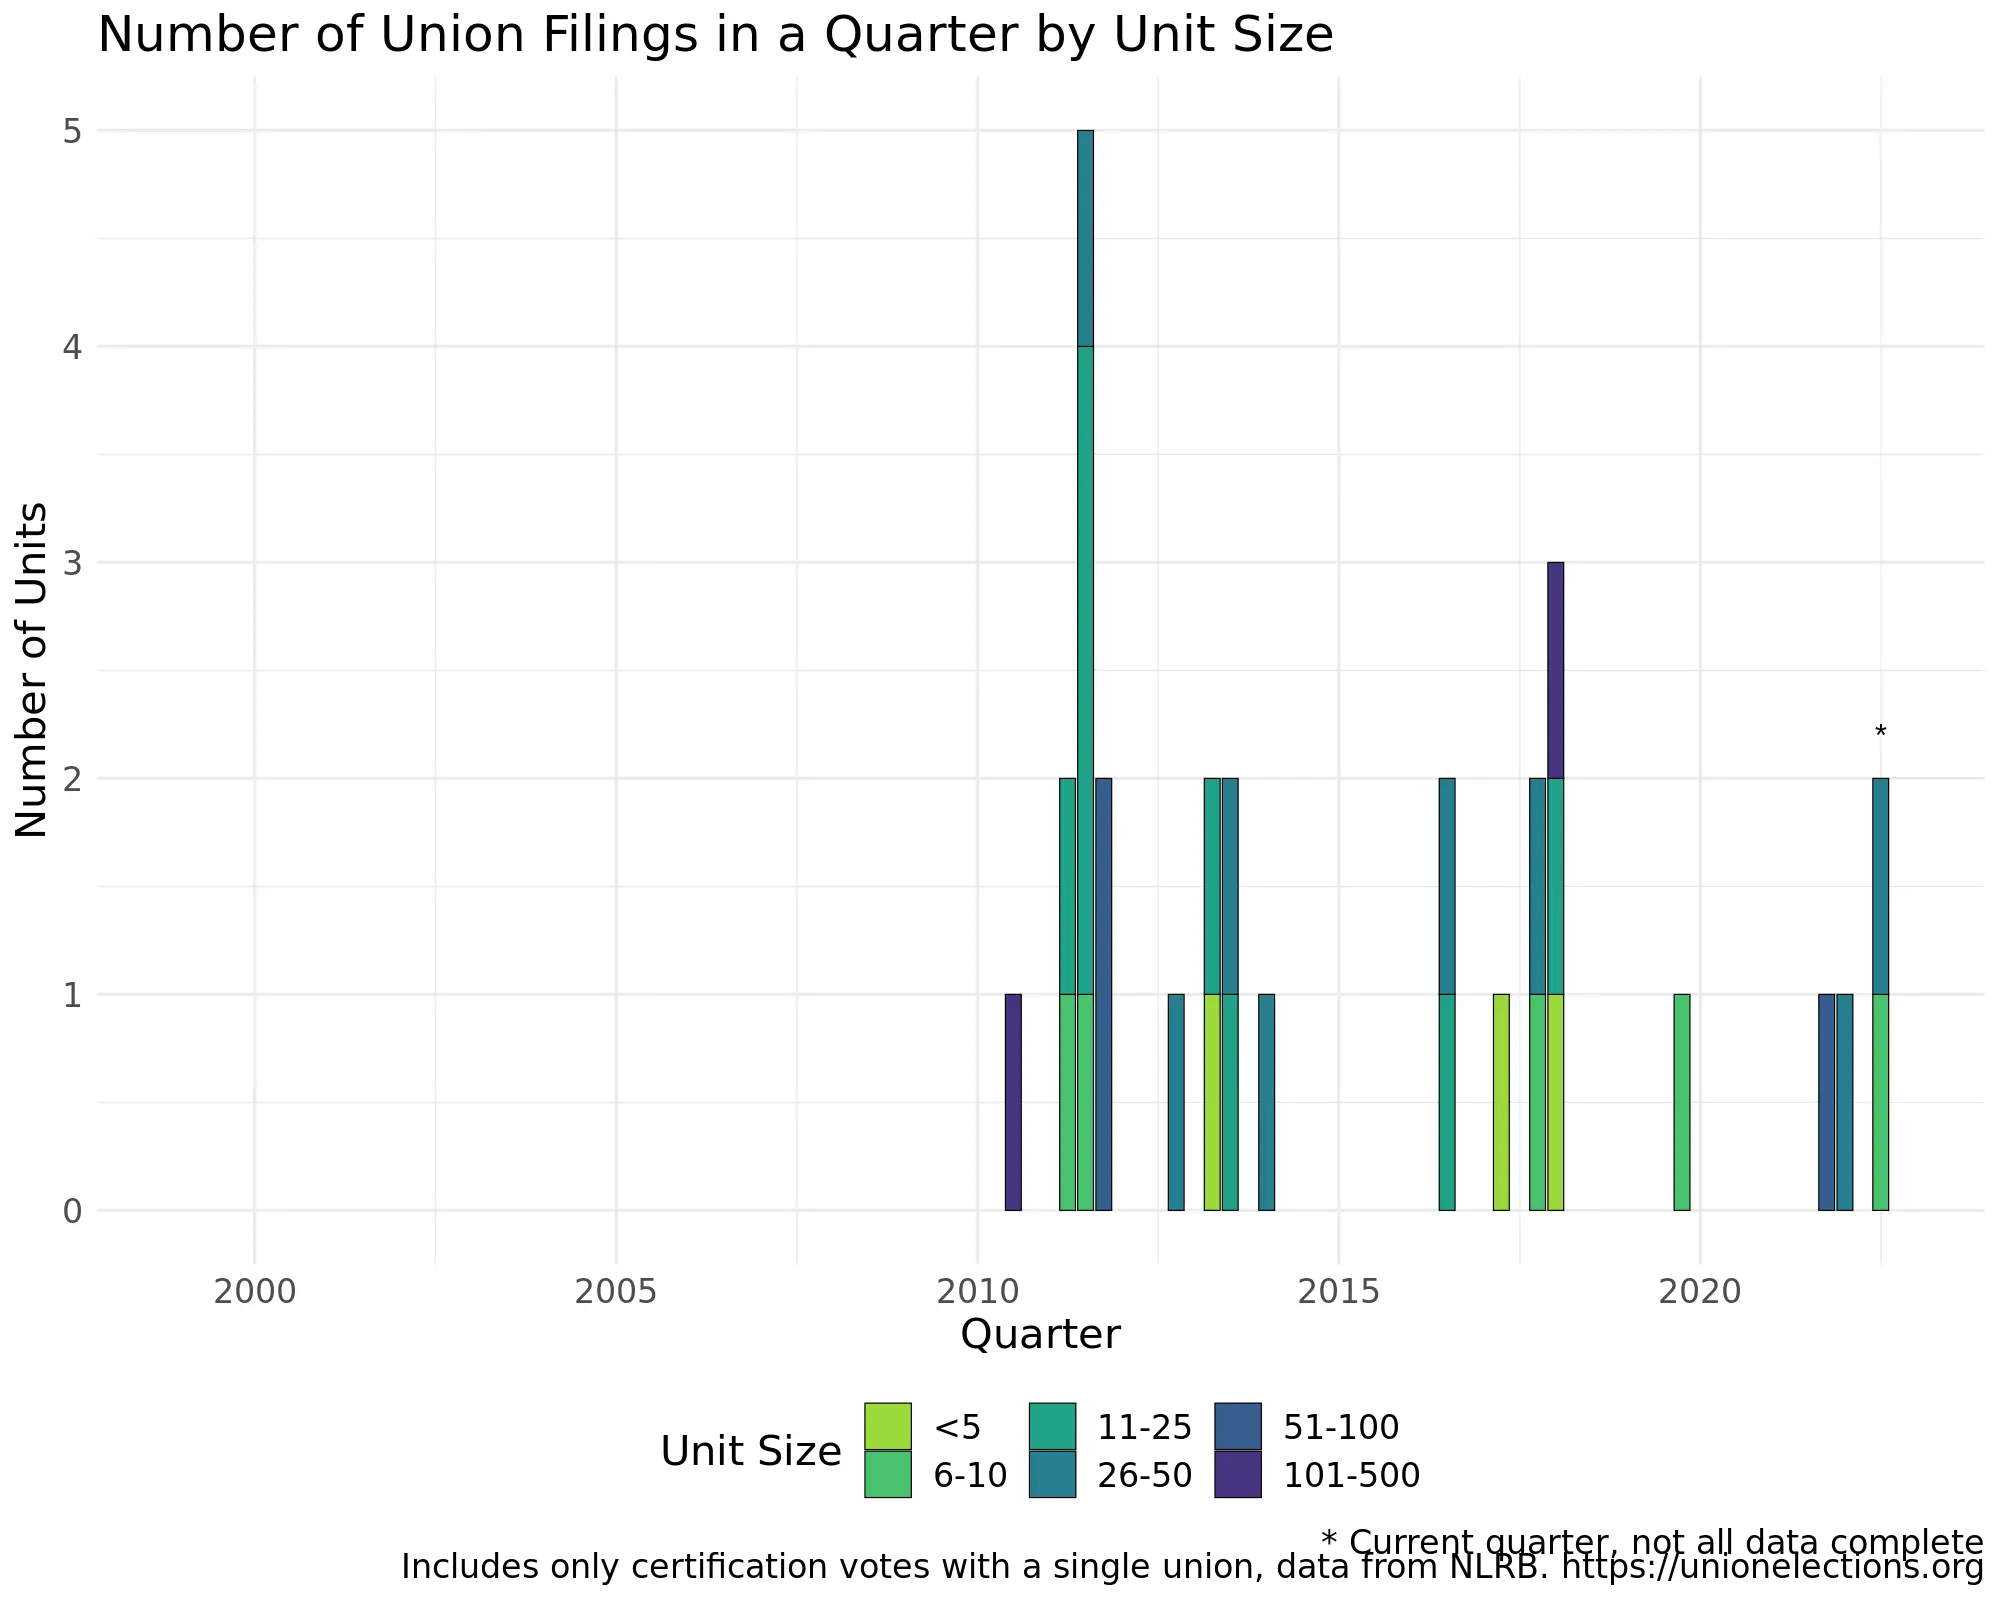 Number of Union Filings in a Quarter by Unit Size
Number of Units
5
4
3
2
1
0
*
2000 2005 2010 2015 2020
Quarter
Unit Size
<5 11-25 51-100
6-10 26-50 101-500
* Current quarter, not all data complete
Includes only certification votes with a single union, data from NLRB. https://unionelections.org